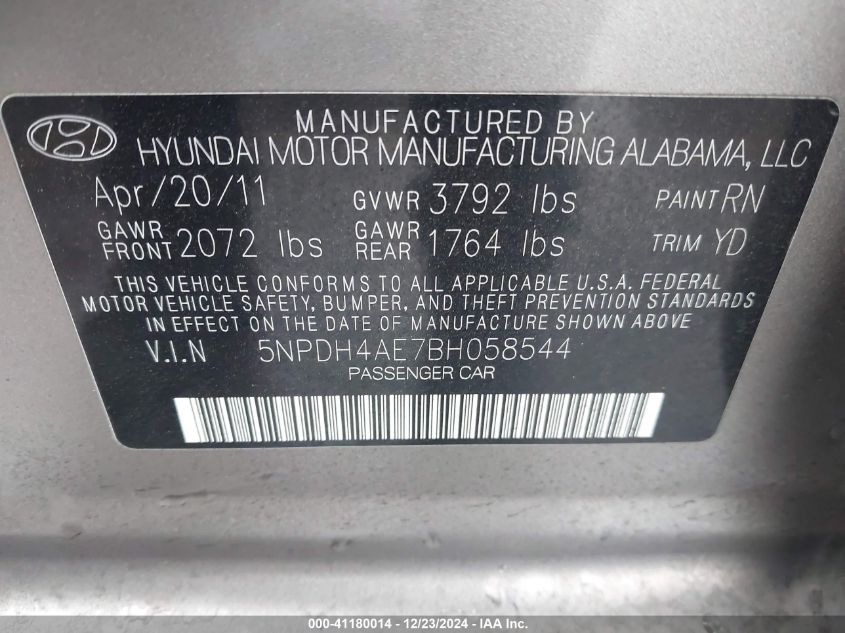 MANUFACTURED BY
HYUNDAI MOTOR MANUFACTURING ALABAMA, LLC
Apr/20/11 GVWR 3792 lbs PAINT RN
GAWR FRONT 2072 lbs GAWR REAR 1764 lbs TRIM YD
THIS VEHICLE CONFORMS TO ALL APPLICABLE U.S.A. FEDERAL
MOTOR VEHICLE SAFETY, BUMPER, AND THEFT PREVENTION STANDARDS
IN EFFECT ON THE DATE OF MANUFACTURE SHOWN ABOVE
V.I.N 5NPDH4AE7BH058544
PASSENGER CAR
000-41180014 - 12/23/2024 - IAA Inc.